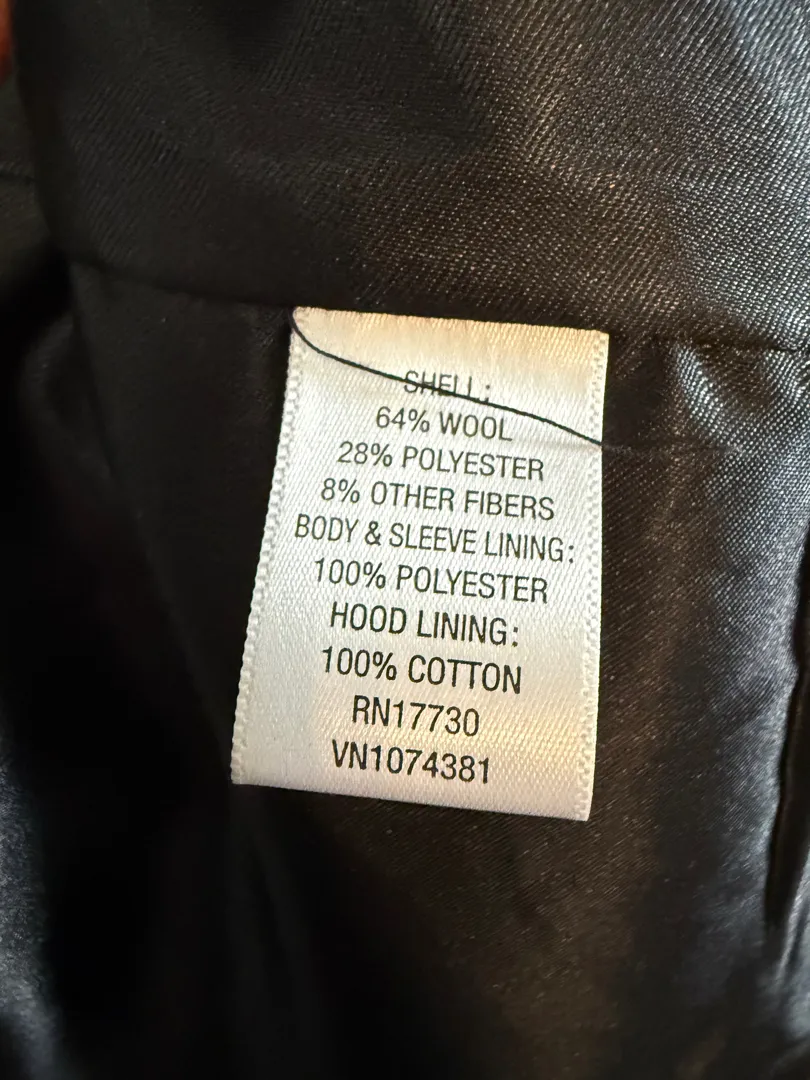 SHELL:
64% WOOL
28% POLYESTER
8% OTHER FIBERS
BODY & SLEEVE LINING:
100% POLYESTER
HOOD LINING:
100% COTTON
RN17730
VN1074381